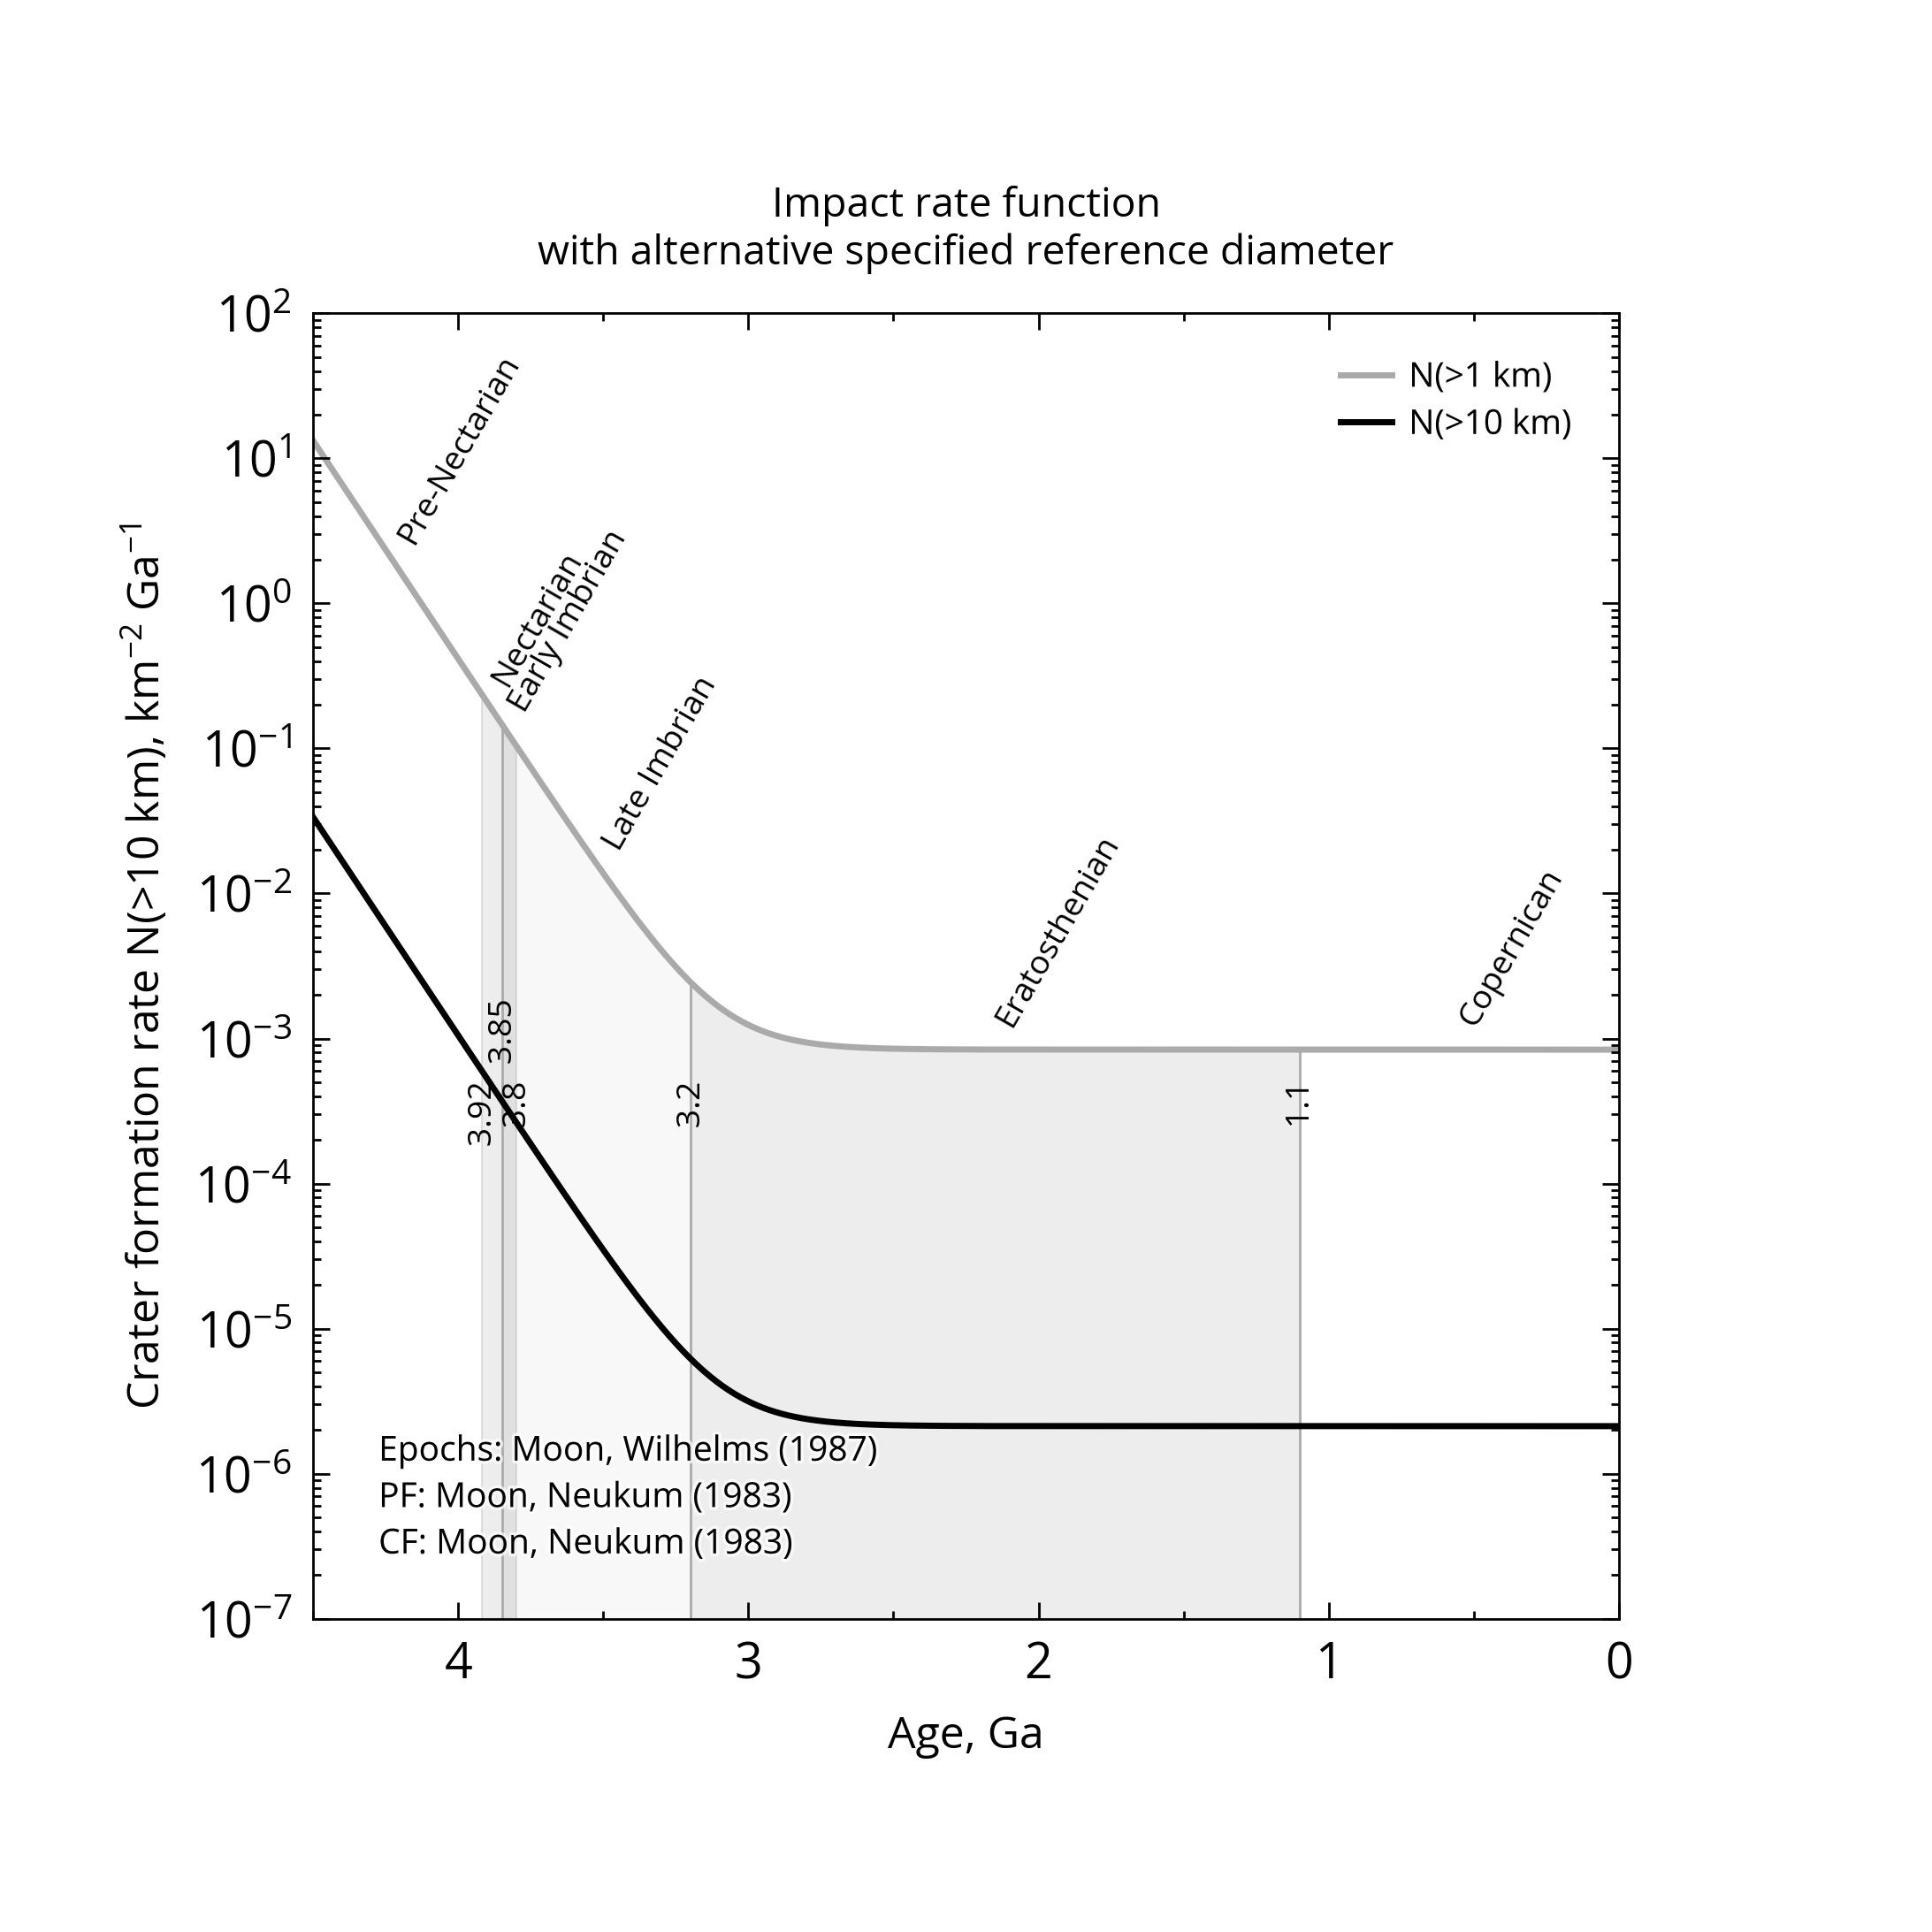 Impact rate function
with alternative specified reference diameter
Crater formation rate N(>10 km), km⁻² Ga⁻¹
10²
10¹
10⁰
10⁻¹
10⁻²
10⁻³
10⁻⁴
10⁻⁵
10⁻⁶
10⁻⁷
N(>1 km)
N(>10 km)
Pre-Nectarian
Nectarian
Early Imbrian
Late Imbrian
Eratosthenian
Copernican
3.92
3.85
3.8
3.2
1.1
Epochs: Moon, Wilhelms (1987)
PF: Moon, Neukum (1983)
CF: Moon, Neukum (1983)
4
3
2
1
0
Age, Ga